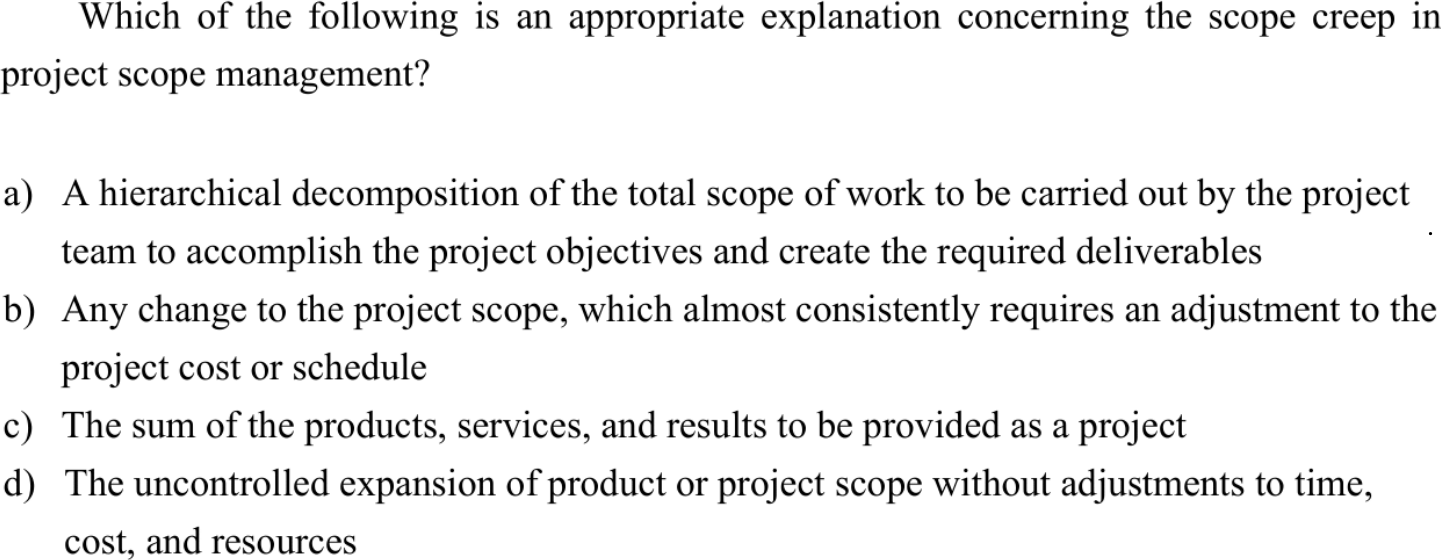 Which of the following is an appropriate explanation concerning the scope creep in
project scope management?
a) A hierarchical decomposition of the total scope of work to be carried out by the project
team to accomplish the project objectives and create the required deliverables
b) Any change to the project scope, which almost consistently requires an adjustment to the
project cost or schedule
c) The sum of the products, services, and results to be provided as a project
d) The uncontrolled expansion of product or project scope without adjustments to time,
cost, and resources